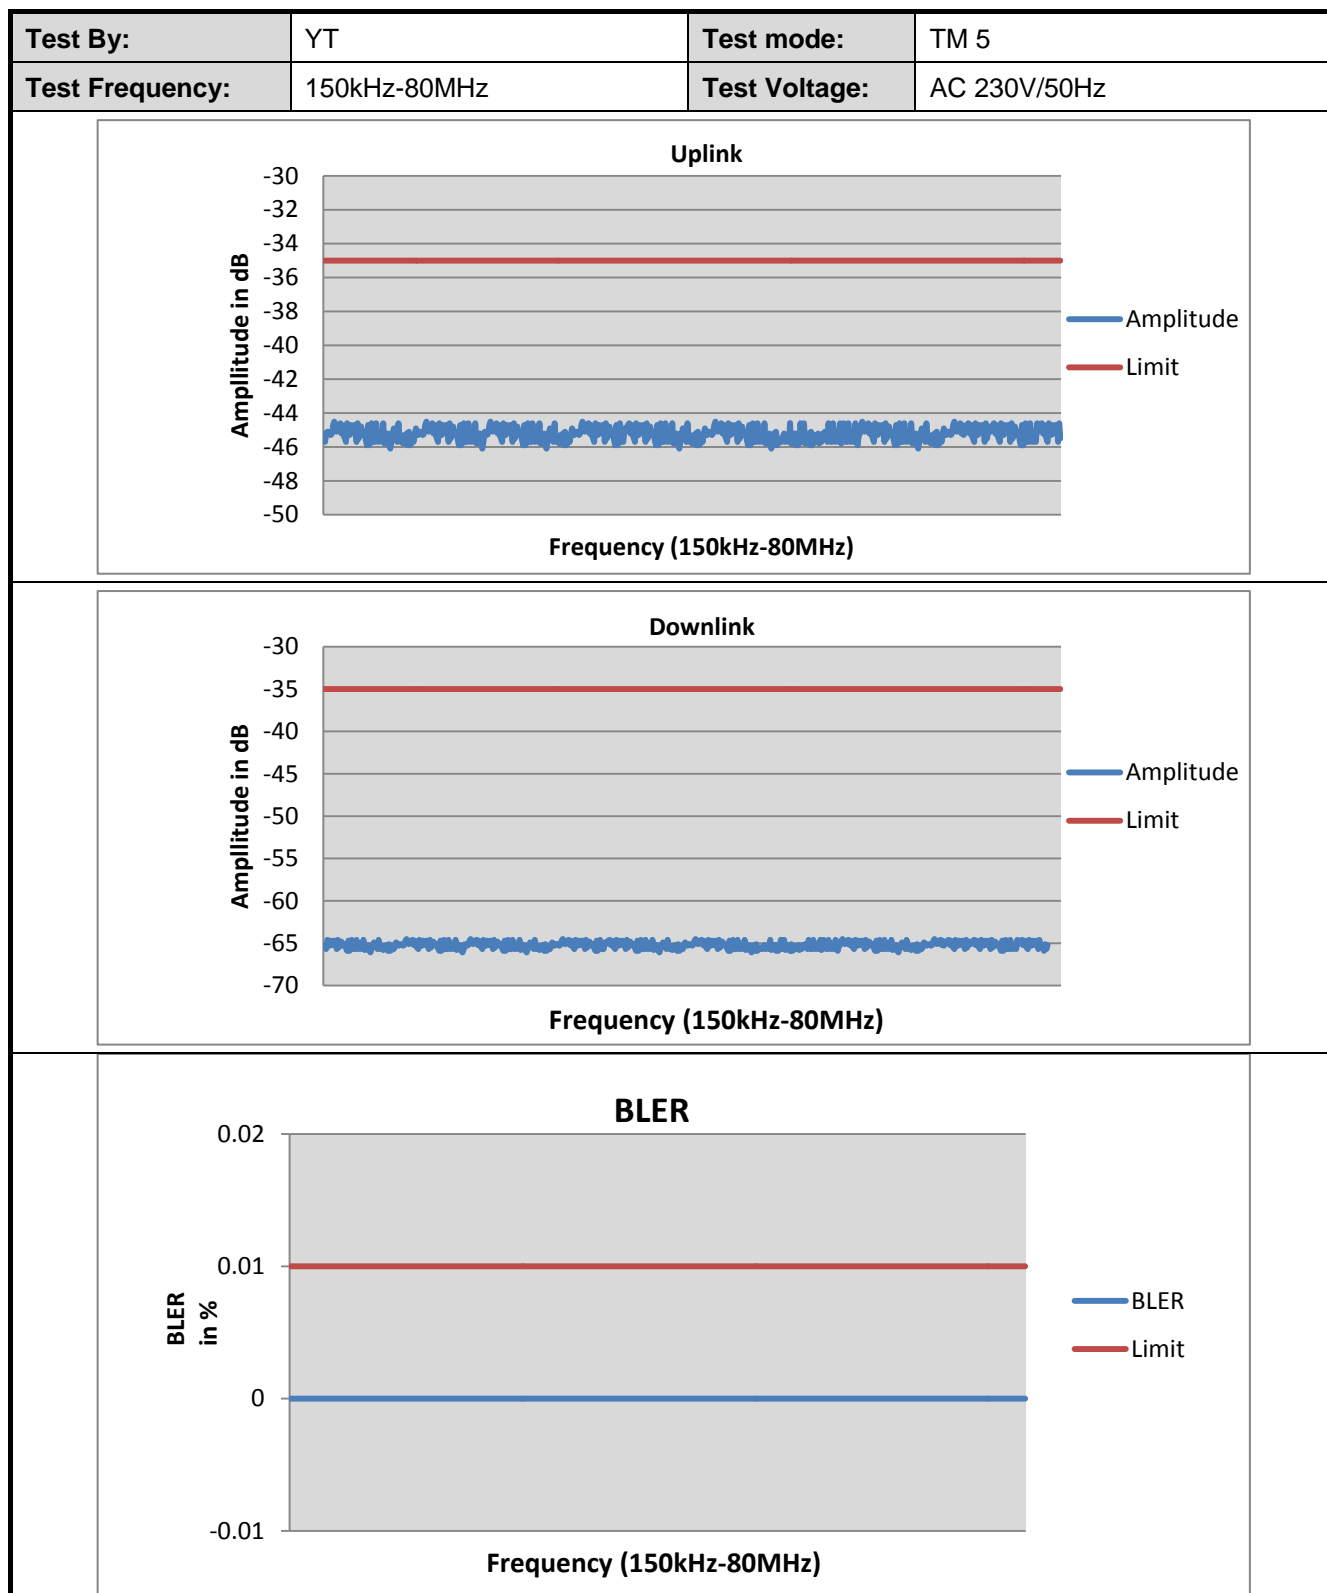 Test By: YT Test mode: TM 5
Test Frequency: 150kHz-80MHz Test Voltage: AC 230V/50Hz
Uplink
-30
-32
-34
-36
-38
-40
-42
-44
-46
-48
-50
Ampllitude in dB
Amplitude
Limit
Frequency (150kHz-80MHz)
Downlink
-30
-35
-40
-45
-50
-55
-60
-65
-70
Ampllitude in dB
Amplitude
Limit
Frequency (150kHz-80MHz)
BLER
0.02
0.01
0
-0.01
BLER
in %
BLER
Limit
Frequency (150kHz-80MHz)